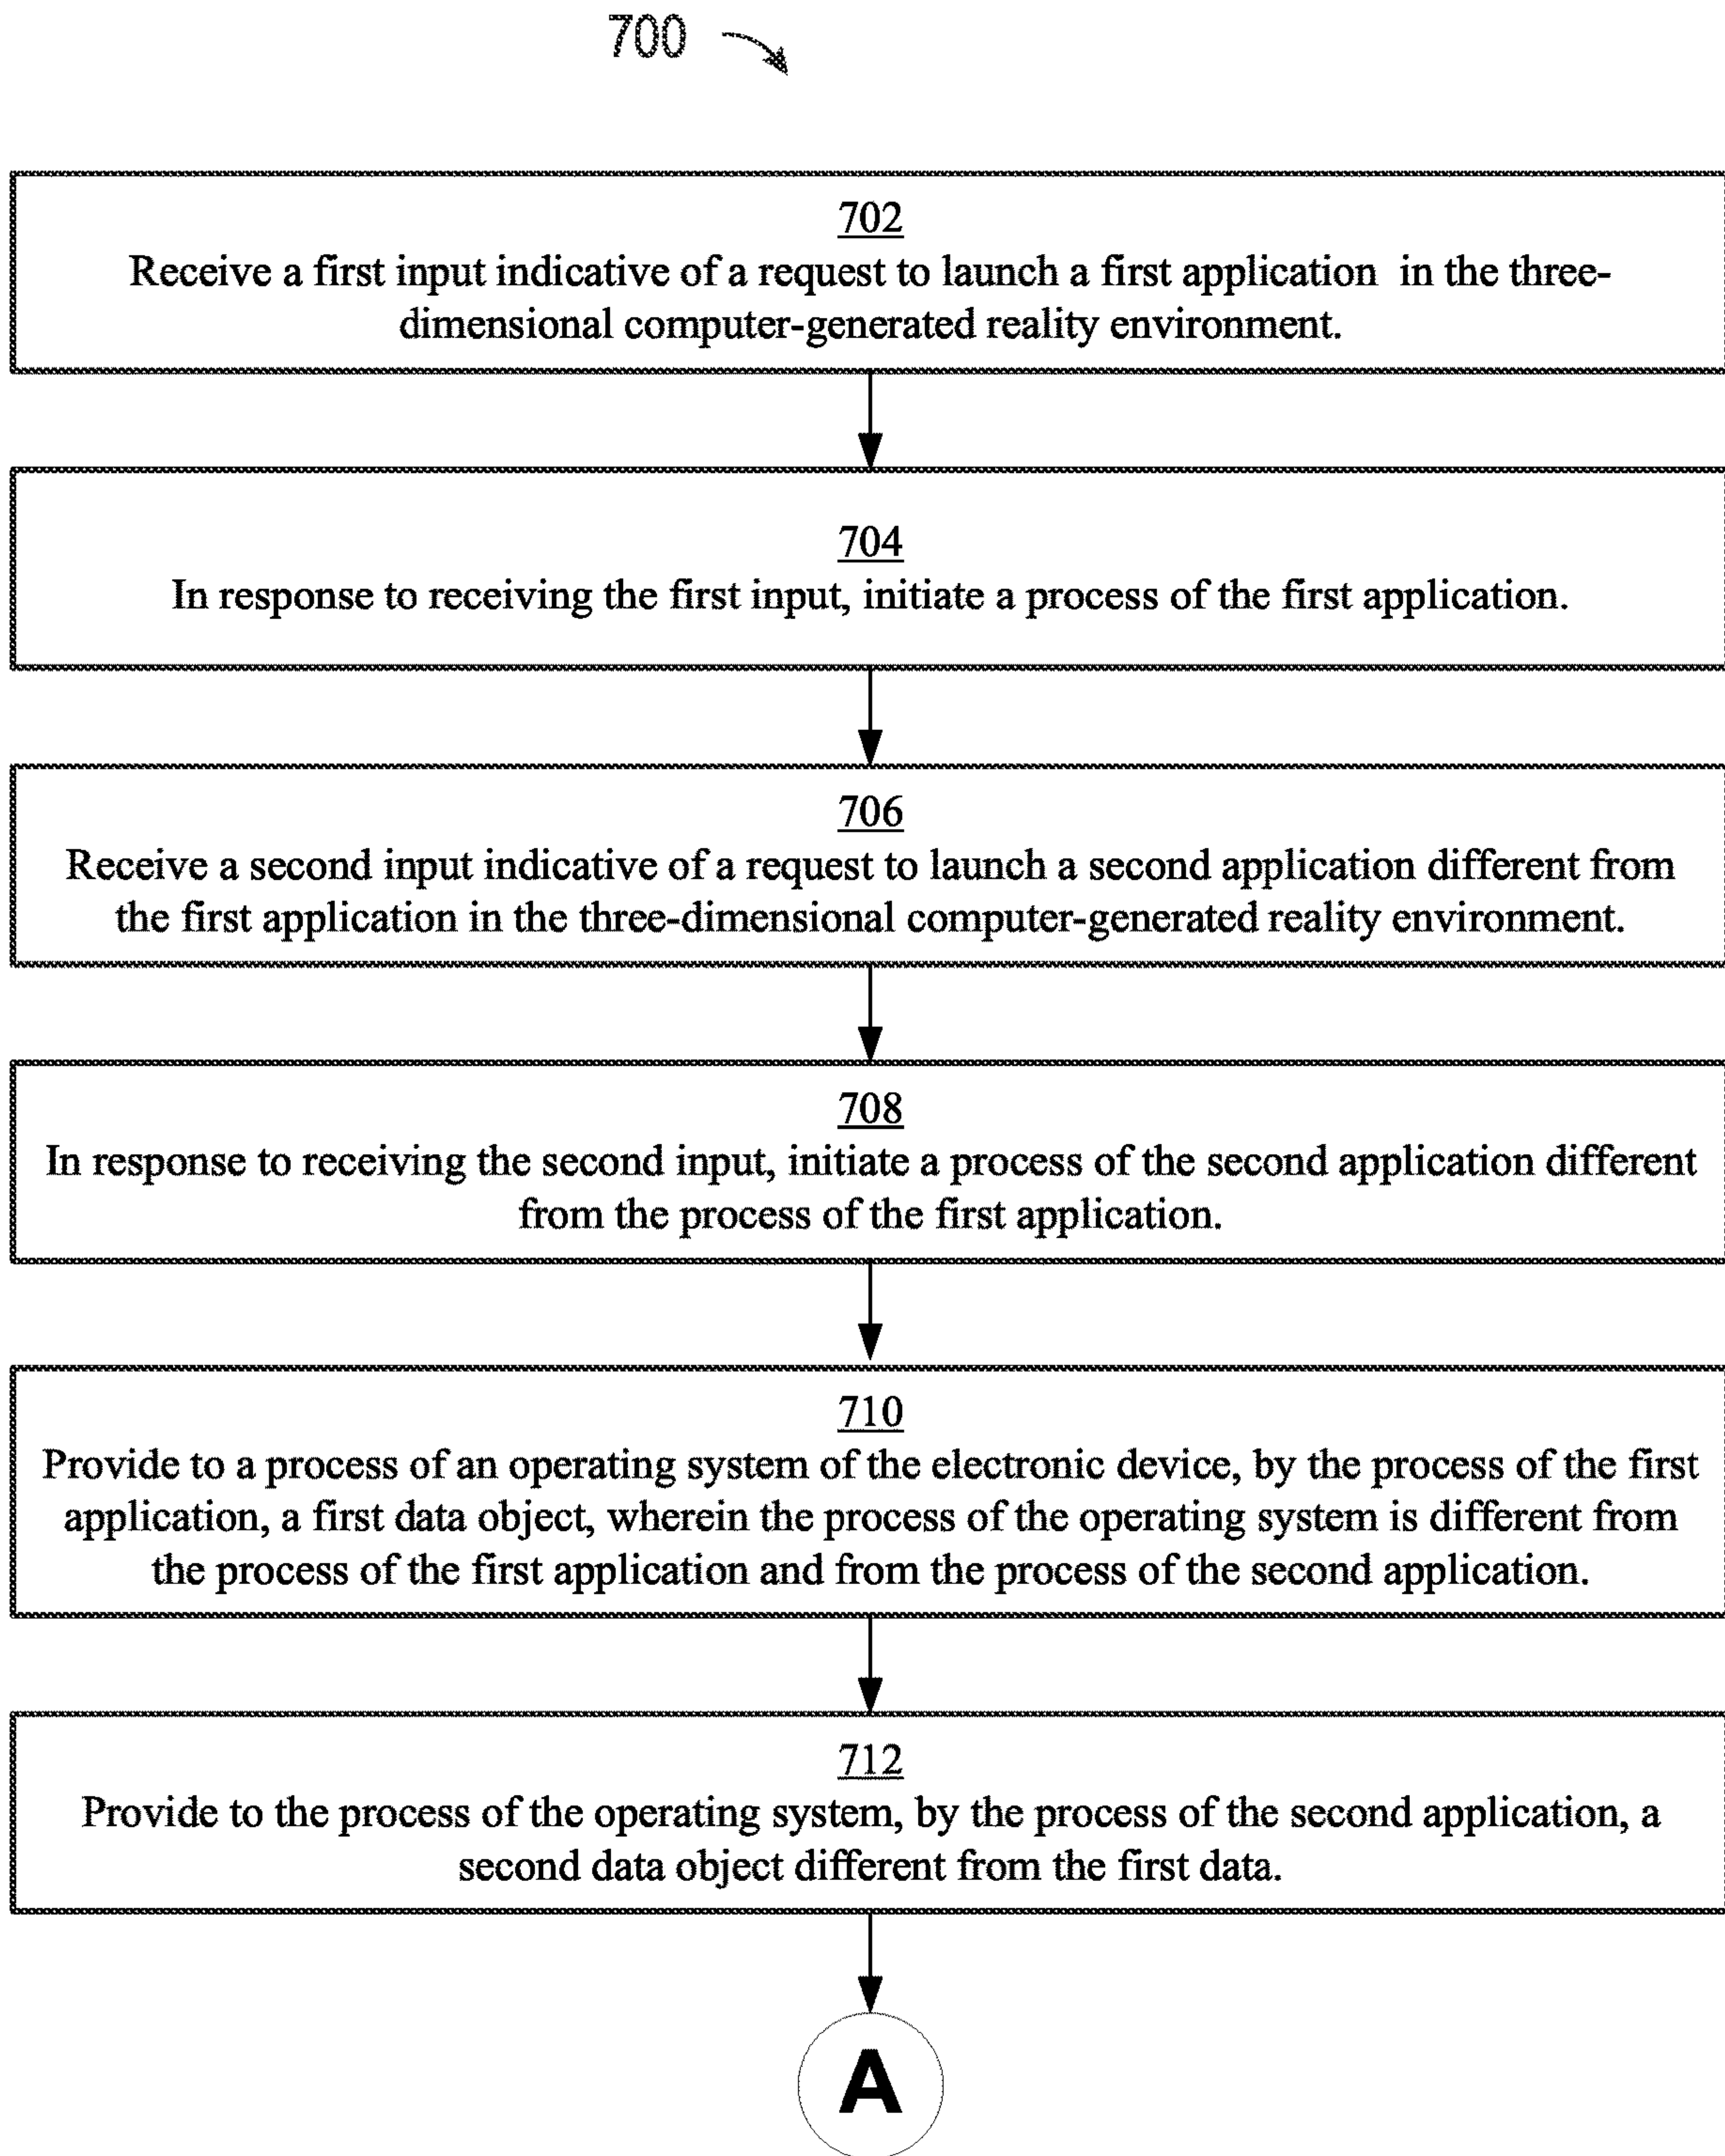 700
702
Receive a first input indicative of a request to launch a first application in the three-
dimensional computer-generated reality environment.
704
In response to receiving the first input, initiate a process of the first application.
706
Receive a second input indicative of a request to launch a second application different from
the first application in the three-dimensional computer-generated reality environment.
708
In response to receiving the second input, initiate a process of the second application different
from the process of the first application.
710
Provide to a process of an operating system of the electronic device, by the process of the first
application, a first data object, wherein the process of the operating system is different from
the process of the first application and from the process of the second application.
712
Provide to the process of the operating system, by the process of the second application, a
second data object different from the first data.
A